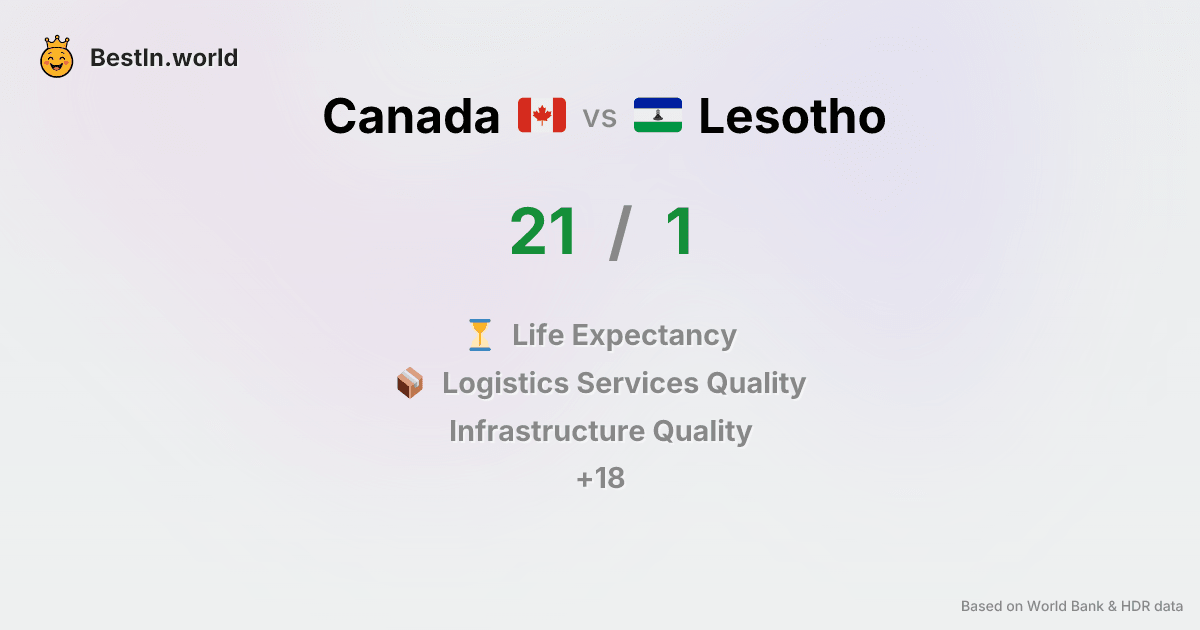 BestIn.world
Canada vs Lesotho
21 / 1
Life Expectancy
Logistics Services Quality
Infrastructure Quality
+18
Based on World Bank & HDR data